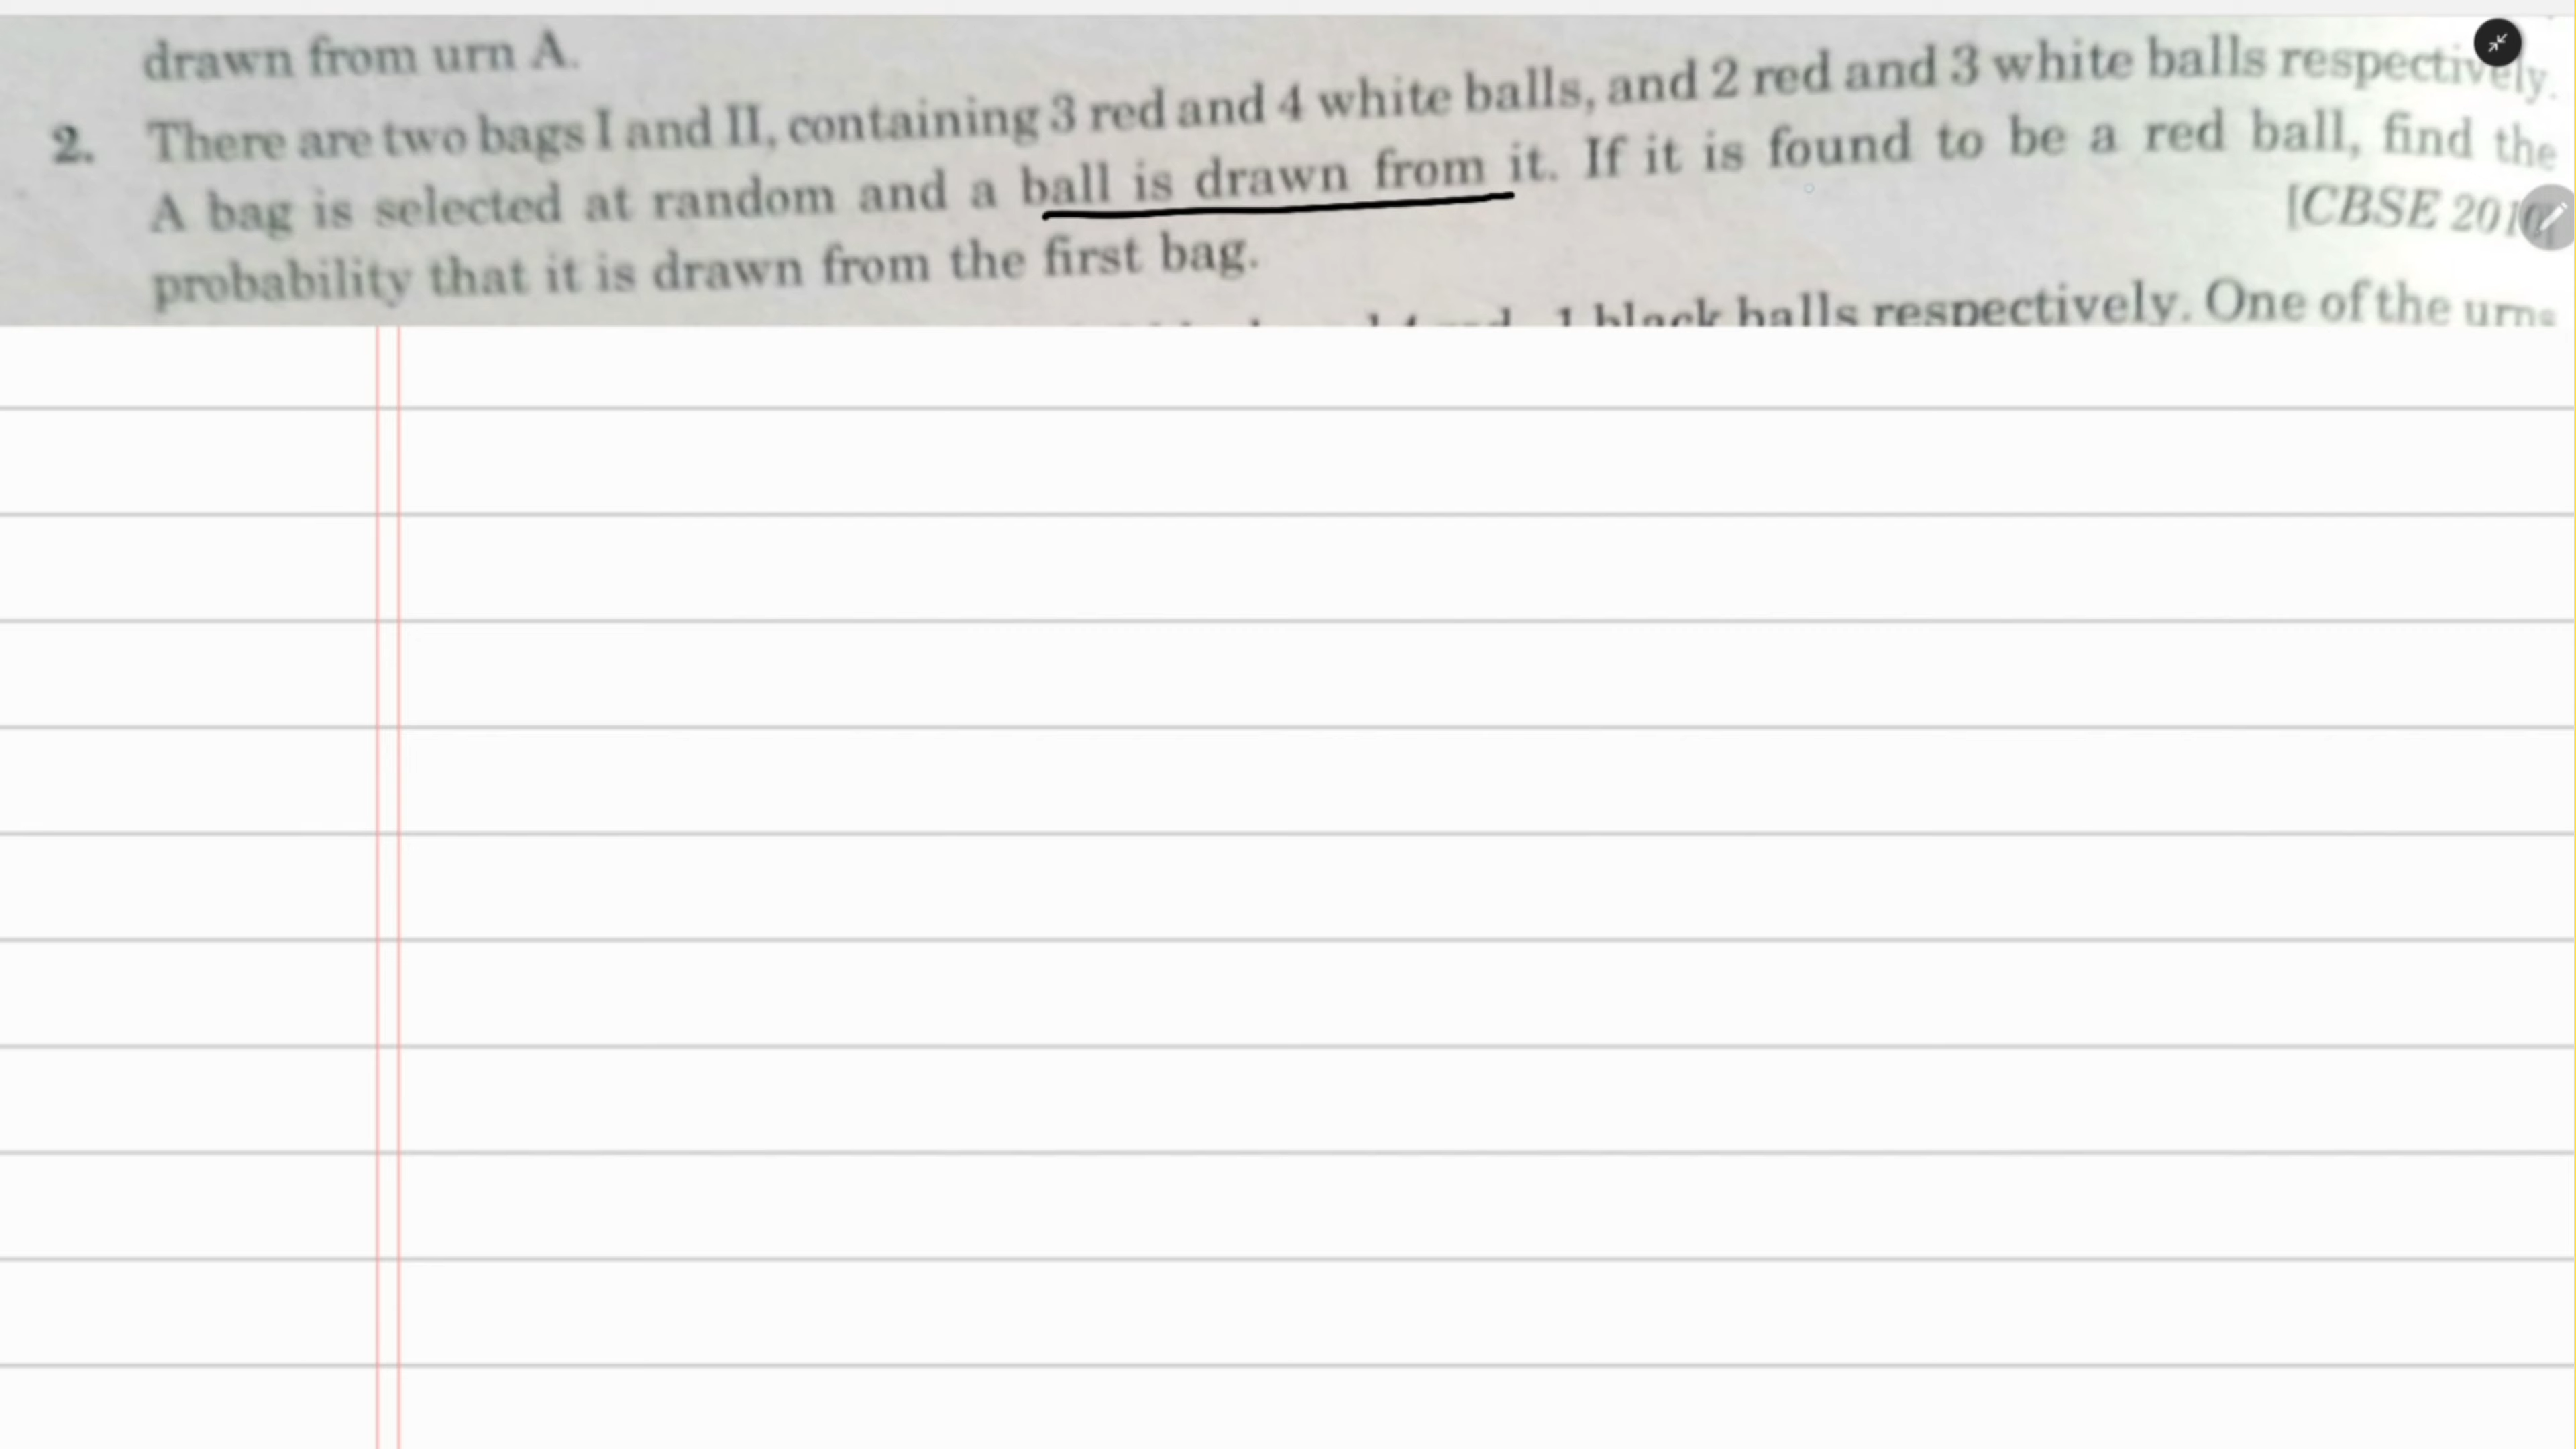 drawn from urn A.
2. There are two bags I and II, containing 3 red and 4 white balls, and 2 red and 3 white balls respectively.
A bag is selected at random and a ball is drawn from it. If it is found to be a red ball, find the
probability that it is drawn from the first bag. [CBSE 2010]
1 black balls respectively. One of the urns